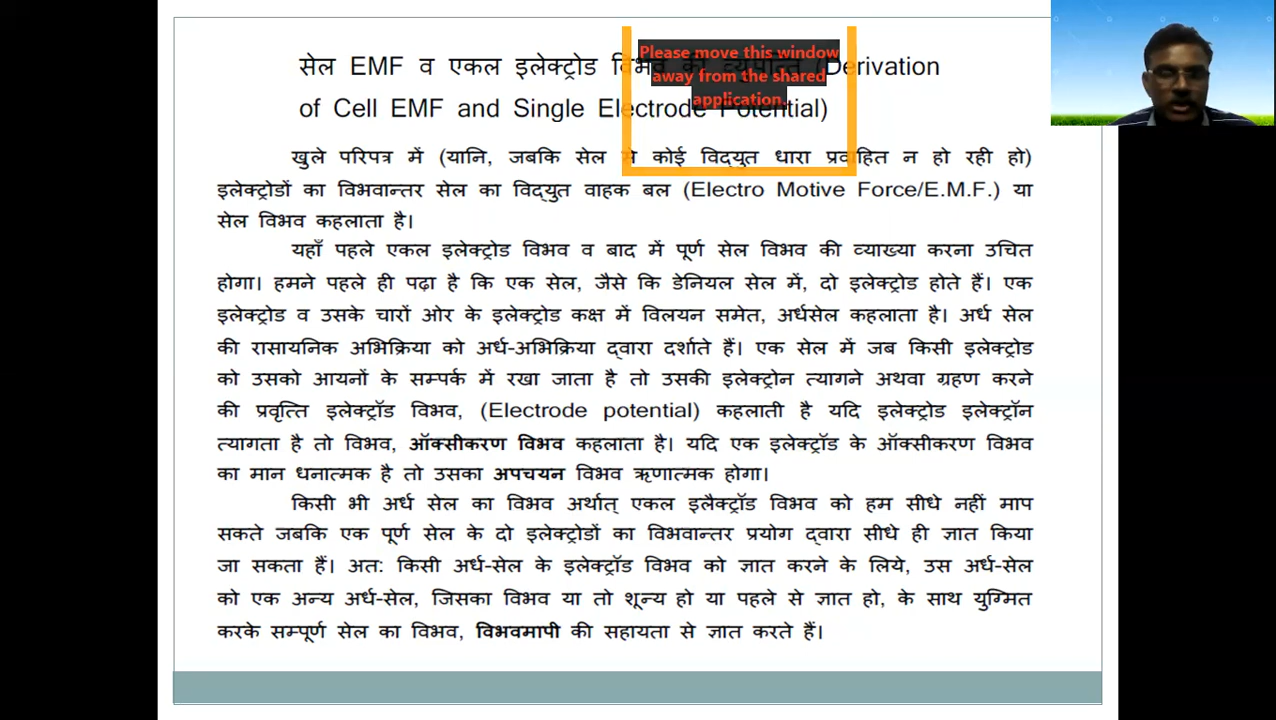 सेल EMF व एकल इलेक्ट्रोड विभव की व्युत्पत्ति (Derivation
of Cell EMF and Single Electrode Potential)
Please move this window
away from the shared
application.
खुले परिपत्र में (यानि, जबकि सेल से कोई विद्युत धारा प्रवाहित न हो रही हो)
इलेक्ट्रोडों का विभवान्तर सेल का विद्युत वाहक बल (Electro Motive Force/E.M.F.) या
सेल विभव कहलाता है।
यहाँ पहले एकल इलेक्ट्रोड विभव व बाद में पूर्ण सेल विभव की व्याख्या करना उचित
होगा। हमने पहले ही पढ़ा है कि एक सेल, जैसे कि डेनियल सेल में, दो इलेक्ट्रोड होते हैं। एक
इलेक्ट्रोड व उसके चारों ओर के इलेक्ट्रोड कक्ष में विलयन समेत, अर्धसेल कहलाता है। अर्ध सेल
की रासायनिक अभिक्रिया को अर्ध-अभिक्रिया द्वारा दर्शाते हैं। एक सेल में जब किसी इलेक्ट्रोड
को उसको आयनों के सम्पर्क में रखा जाता है तो उसकी इलेक्ट्रोन त्यागने अथवा ग्रहण करने
की प्रवृत्ति इलेक्ट्रॉड विभव, (Electrode potential) कहलाती है यदि इलेक्ट्रोड इलेक्ट्रॉन
त्यागता है तो विभव, ऑक्सीकरण विभव कहलाता है। यदि एक इलेक्ट्रॉड के ऑक्सीकरण विभव
का मान धनात्मक है तो उसका अपचयन विभव ऋणात्मक होगा।
किसी भी अर्ध सेल का विभव अर्थात् एकल इलैक्ट्रॉड विभव को हम सीधे नहीं माप
सकते जबकि एक पूर्ण सेल के दो इलेक्ट्रोडों का विभवान्तर प्रयोग द्वारा सीधे ही ज्ञात किया
जा सकता हैं। अत: किसी अर्ध-सेल के इलेक्ट्रॉड विभव को ज्ञात करने के लिये, उस अर्ध-सेल
को एक अन्य अर्ध-सेल, जिसका विभव या तो शून्य हो या पहले से ज्ञात हो, के साथ युग्मित
करके सम्पूर्ण सेल का विभव, विभवमापी की सहायता से ज्ञात करते हैं।